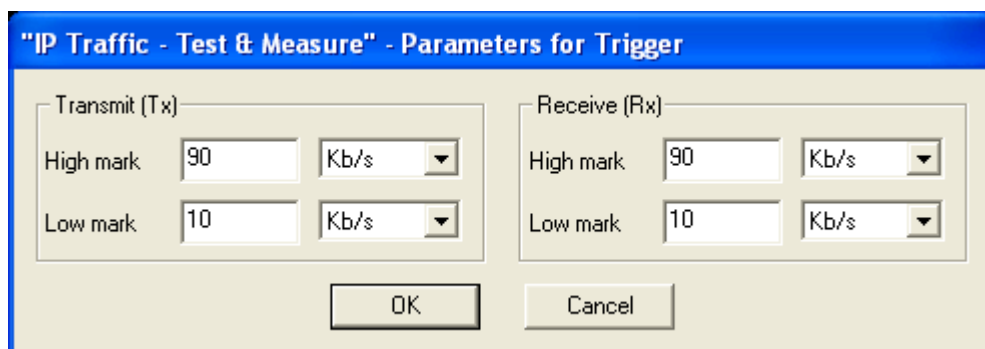 "IP Traffic - Test & Measure" - Parameters for Trigger
Transmit (Tx)
High mark 90 Kb/s
Low mark 10 Kb/s
Receive (Rx)
High mark 90 Kb/s
Low mark 10 Kb/s
OK Cancel